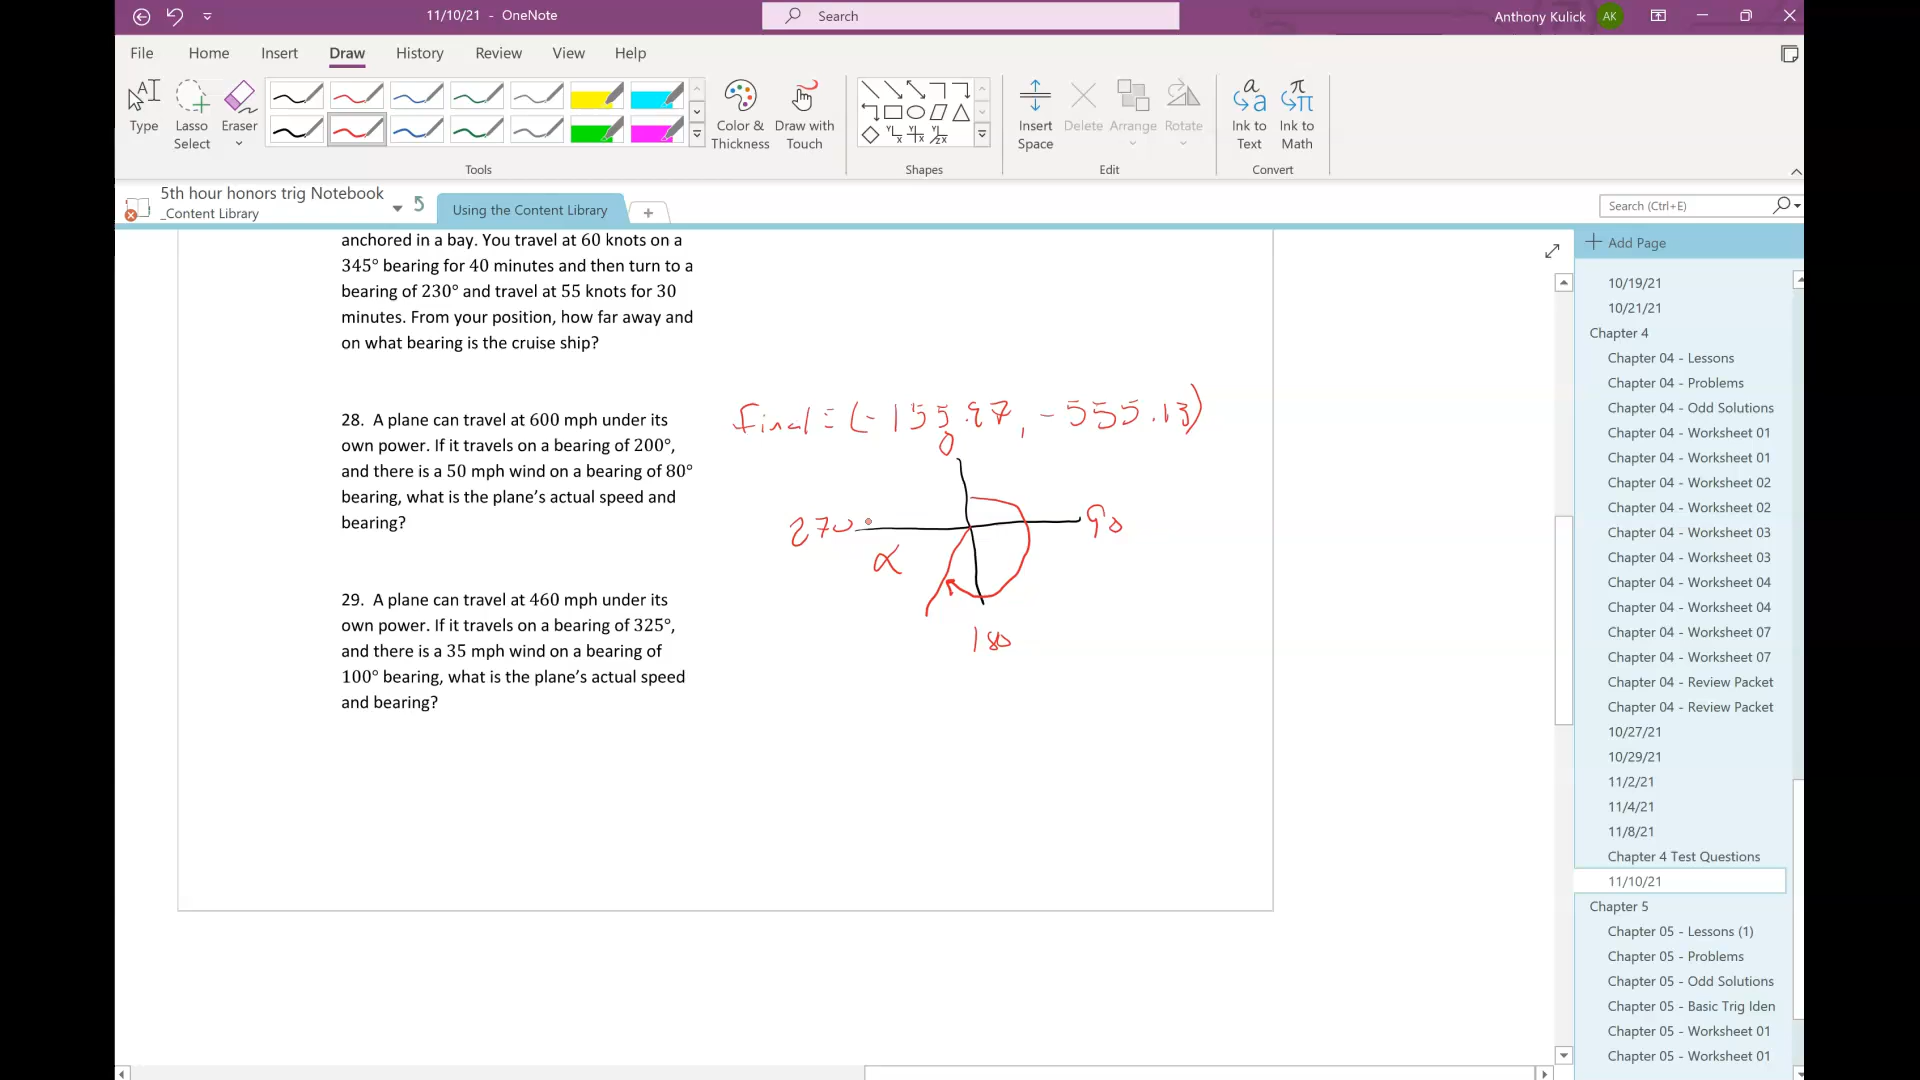 11/10/21 - OneNote
Search
Anthony Kulick AK
File Home Insert Draw History Review View Help
Type
Lasso Select
Eraser
Color & Thickness
Draw with Touch
Insert Space
Delete
Arrange
Rotate
Ink to Text
Ink to Math
Tools Shapes Edit Convert
5th hour honors trig Notebook
_Content Library
Using the Content Library
Search (Ctrl+E)
anchored in a bay. You travel at 60 knots on a
345° bearing for 40 minutes and then turn to a
bearing of 230° and travel at 55 knots for 30
minutes. From your position, how far away and
on what bearing is the cruise ship?
28. A plane can travel at 600 mph under its
own power. If it travels on a bearing of 200°,
and there is a 50 mph wind on a bearing of 80°
bearing, what is the plane's actual speed and
bearing?
29. A plane can travel at 460 mph under its
own power. If it travels on a bearing of 325°,
and there is a 35 mph wind on a bearing of
100° bearing, what is the plane's actual speed
and bearing?
final = (-155.97, -555.13)
0
270
90
α
180
Add Page
10/19/21
10/21/21
Chapter 4
Chapter 04 - Lessons
Chapter 04 - Problems
Chapter 04 - Odd Solutions
Chapter 04 - Worksheet 01
Chapter 04 - Worksheet 01
Chapter 04 - Worksheet 02
Chapter 04 - Worksheet 02
Chapter 04 - Worksheet 03
Chapter 04 - Worksheet 03
Chapter 04 - Worksheet 04
Chapter 04 - Worksheet 04
Chapter 04 - Worksheet 07
Chapter 04 - Worksheet 07
Chapter 04 - Review Packet
Chapter 04 - Review Packet
10/27/21
10/29/21
11/2/21
11/4/21
11/8/21
Chapter 4 Test Questions
11/10/21
Chapter 5
Chapter 05 - Lessons (1)
Chapter 05 - Problems
Chapter 05 - Odd Solutions
Chapter 05 - Basic Trig Iden
Chapter 05 - Worksheet 01
Chapter 05 - Worksheet 01